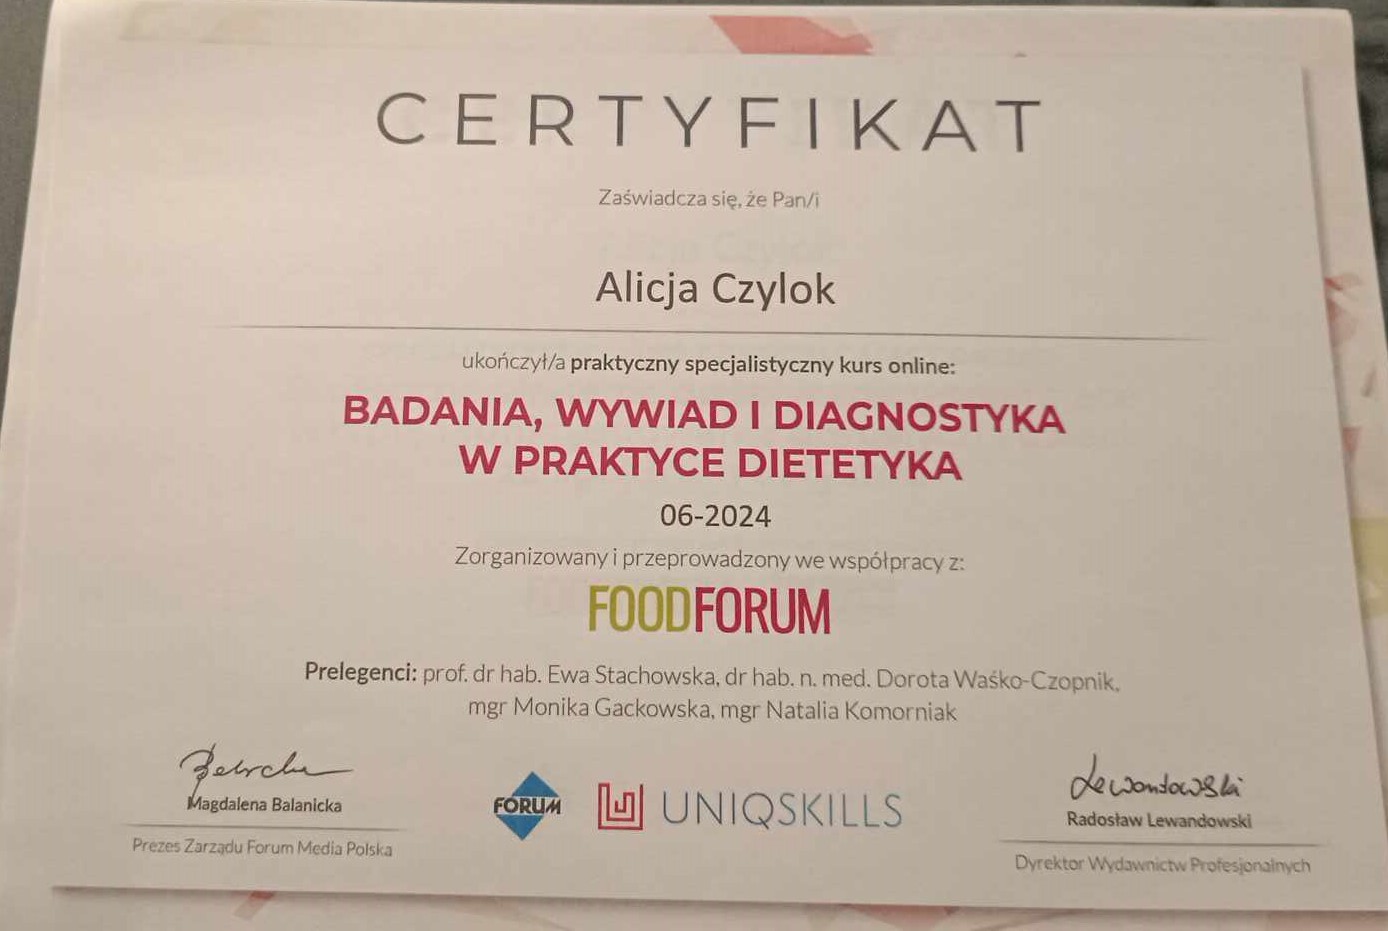 CERTYFIKAT
Zaświadcza się, że Pan/i
Alicja Czylok
ukończył/a praktyczny specjalistyczny kurs online:
BADANIA, WYWIAD I DIAGNOSTYKA
W PRAKTYCE DIETETYKA
06-2024
Zorganizowany i przeprowadzony we współpracy z:
FOODFORUM
Prelegenci: prof. dr hab. Ewa Stachowska, dr hab. n. med. Dorota Waśko-Czopnik,
mgr Monika Gackowska, mgr Natalia Komorniak
Lewandowski
Magdalena Balanicka
FORUM
UNIQSKILLS
Radosław Lewandowski
Prezes Zarządu Forum Media Polska
Dyrektor Wydawnictw Profesjonalnych